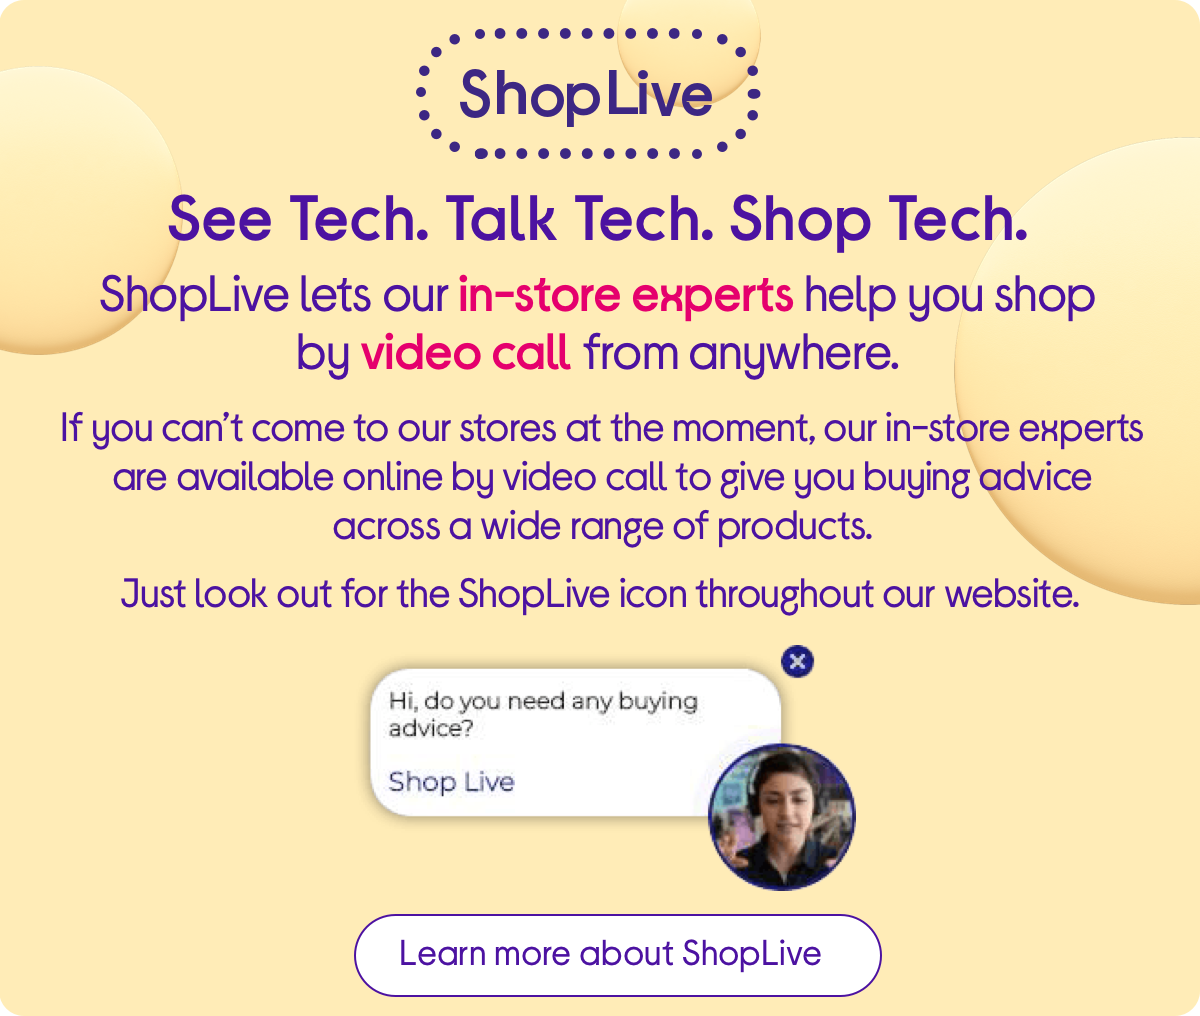 ShopLive
See Tech. Talk Tech. Shop Tech.
ShopLive lets our in-store experts help you shop
by video call from anywhere.
If you can’t come to our stores at the moment, our in-store experts
are available online by video call to give you buying advice
across a wide range of products.
Just look out for the ShopLive icon throughout our website.
Hi, do you need any buying
advice?
Shop Live
Learn more about ShopLive